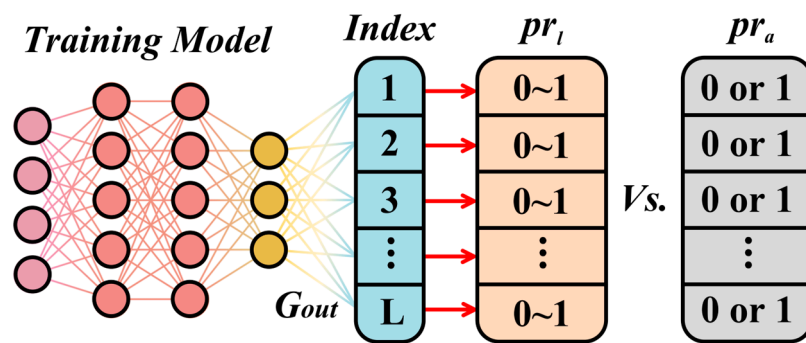 Training Model
Index
pr_l
pr_a
1
0~1
0 or 1
2
0~1
0 or 1
3
0~1
Vs.
0 or 1
⋮
⋮
⋮
Gout
L
0~1
0 or 1